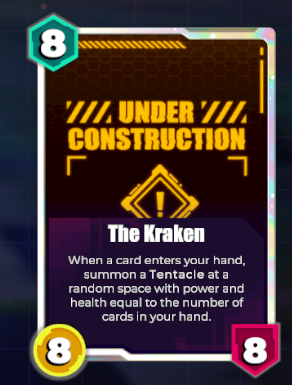 8
//// UNDER ////
CONSTRUCTION
!
The Kraken
When a card enters your hand,
summon a Tentacle at a
random space with power and
health equal to the number of
cards in your hand.
8
8